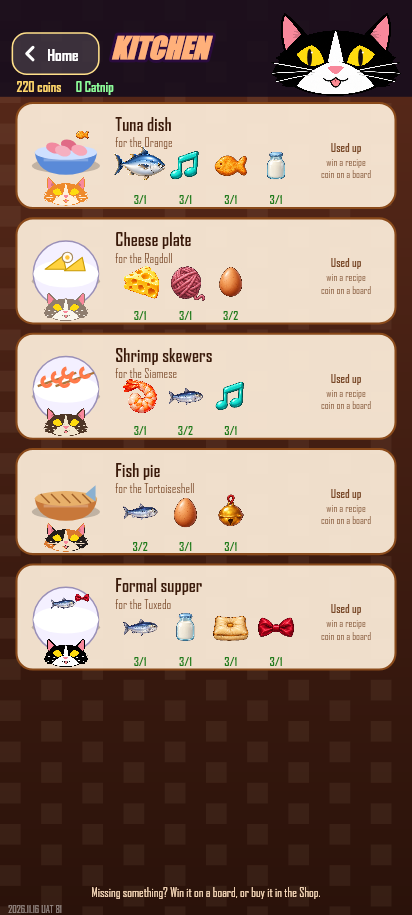 Home
KITCHEN
220 coins 0 Catnip
Tuna dish
for the Orange
3/1 3/1 3/1 3/1
Used up
win a recipe
coin on a board
Cheese plate
for the Ragdoll
3/1 3/1 3/2
Used up
win a recipe
coin on a board
Shrimp skewers
for the Siamese
3/1 3/2 3/1
Used up
win a recipe
coin on a board
Fish pie
for the Tortoiseshell
3/2 3/1 3/1
Used up
win a recipe
coin on a board
Formal supper
for the Tuxedo
3/1 3/1 3/1 3/1
Used up
win a recipe
coin on a board
Missing something? Win it on a board, or buy it in the Shop.